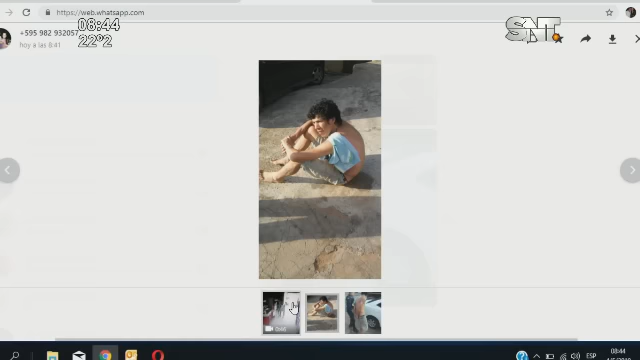 https://web.whatsapp.com
08:44
22°2
SNT
+595 982 932057
hoy a las 8:41
ESP
08:44